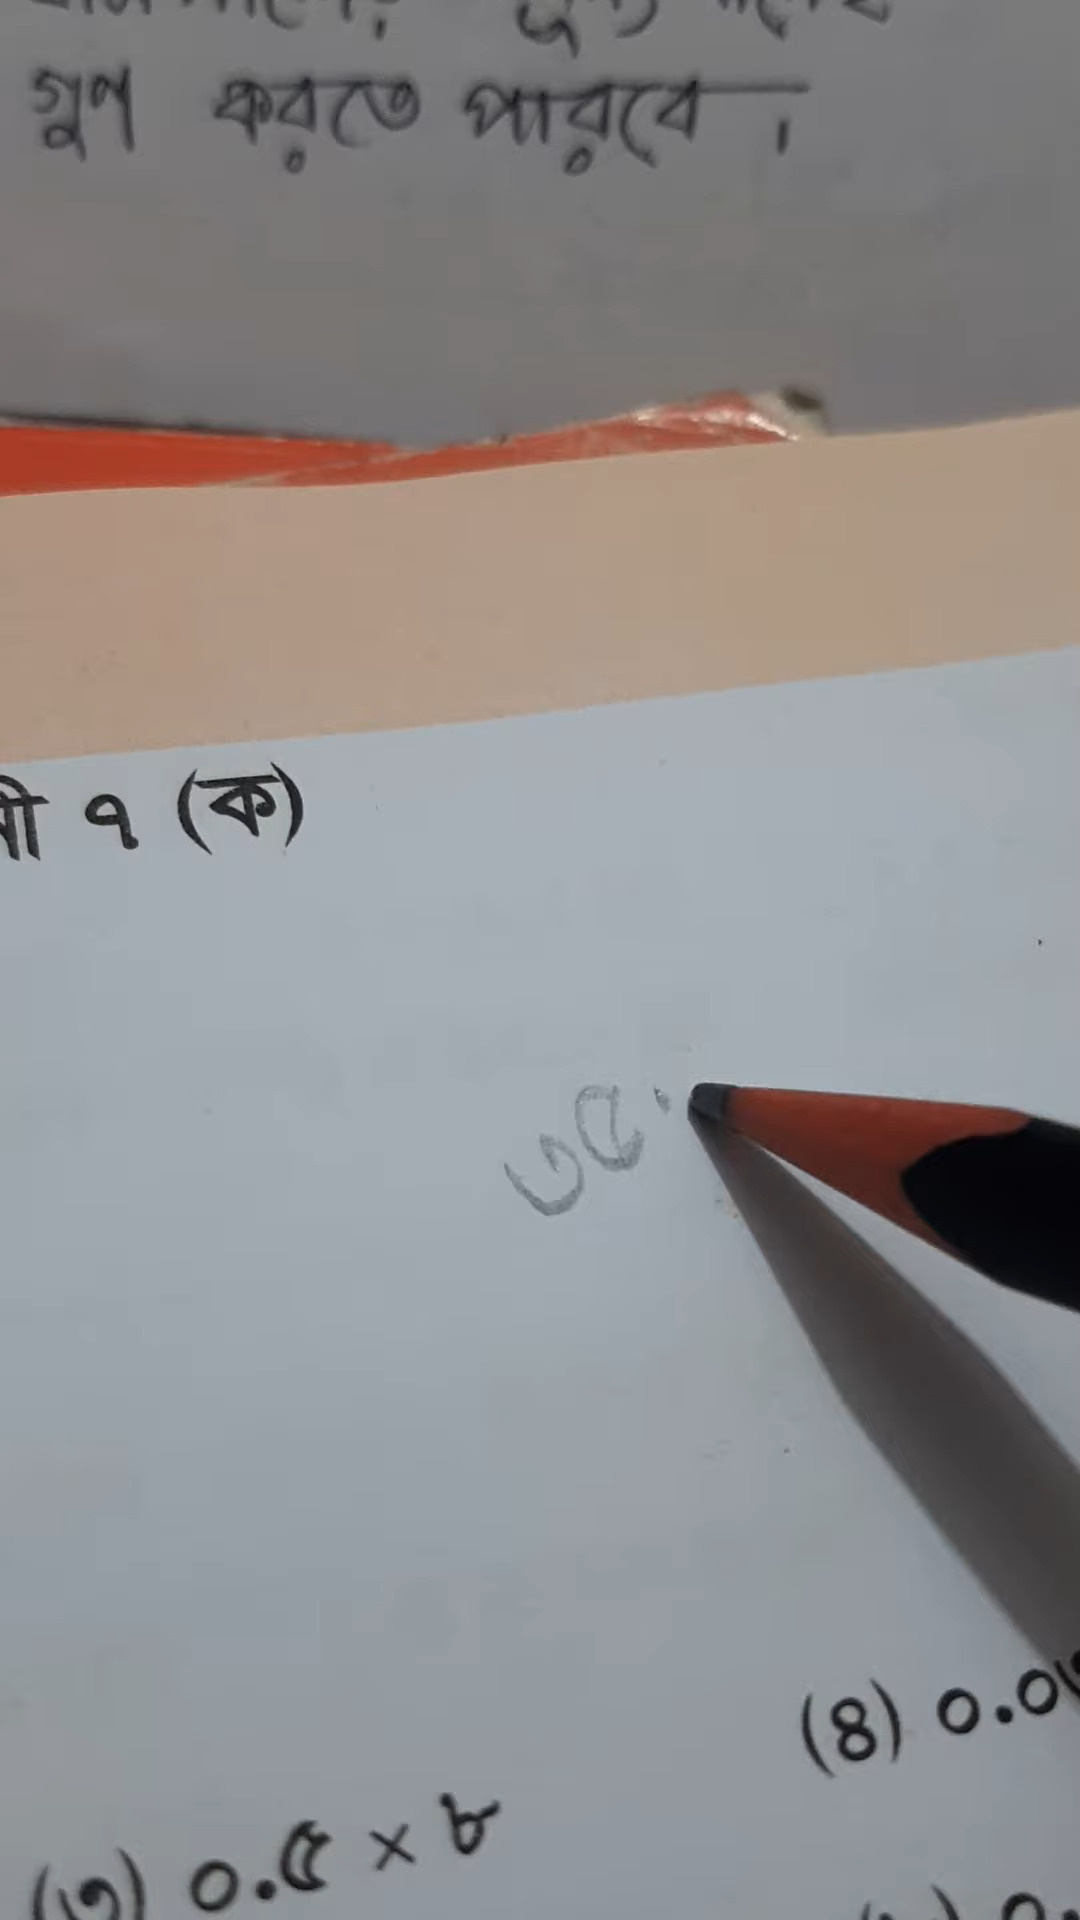 গুণ করতে পারবে।
৭ (ক)
৩৫.
(৪) ০.০
(৩) ০.৫ × ৮